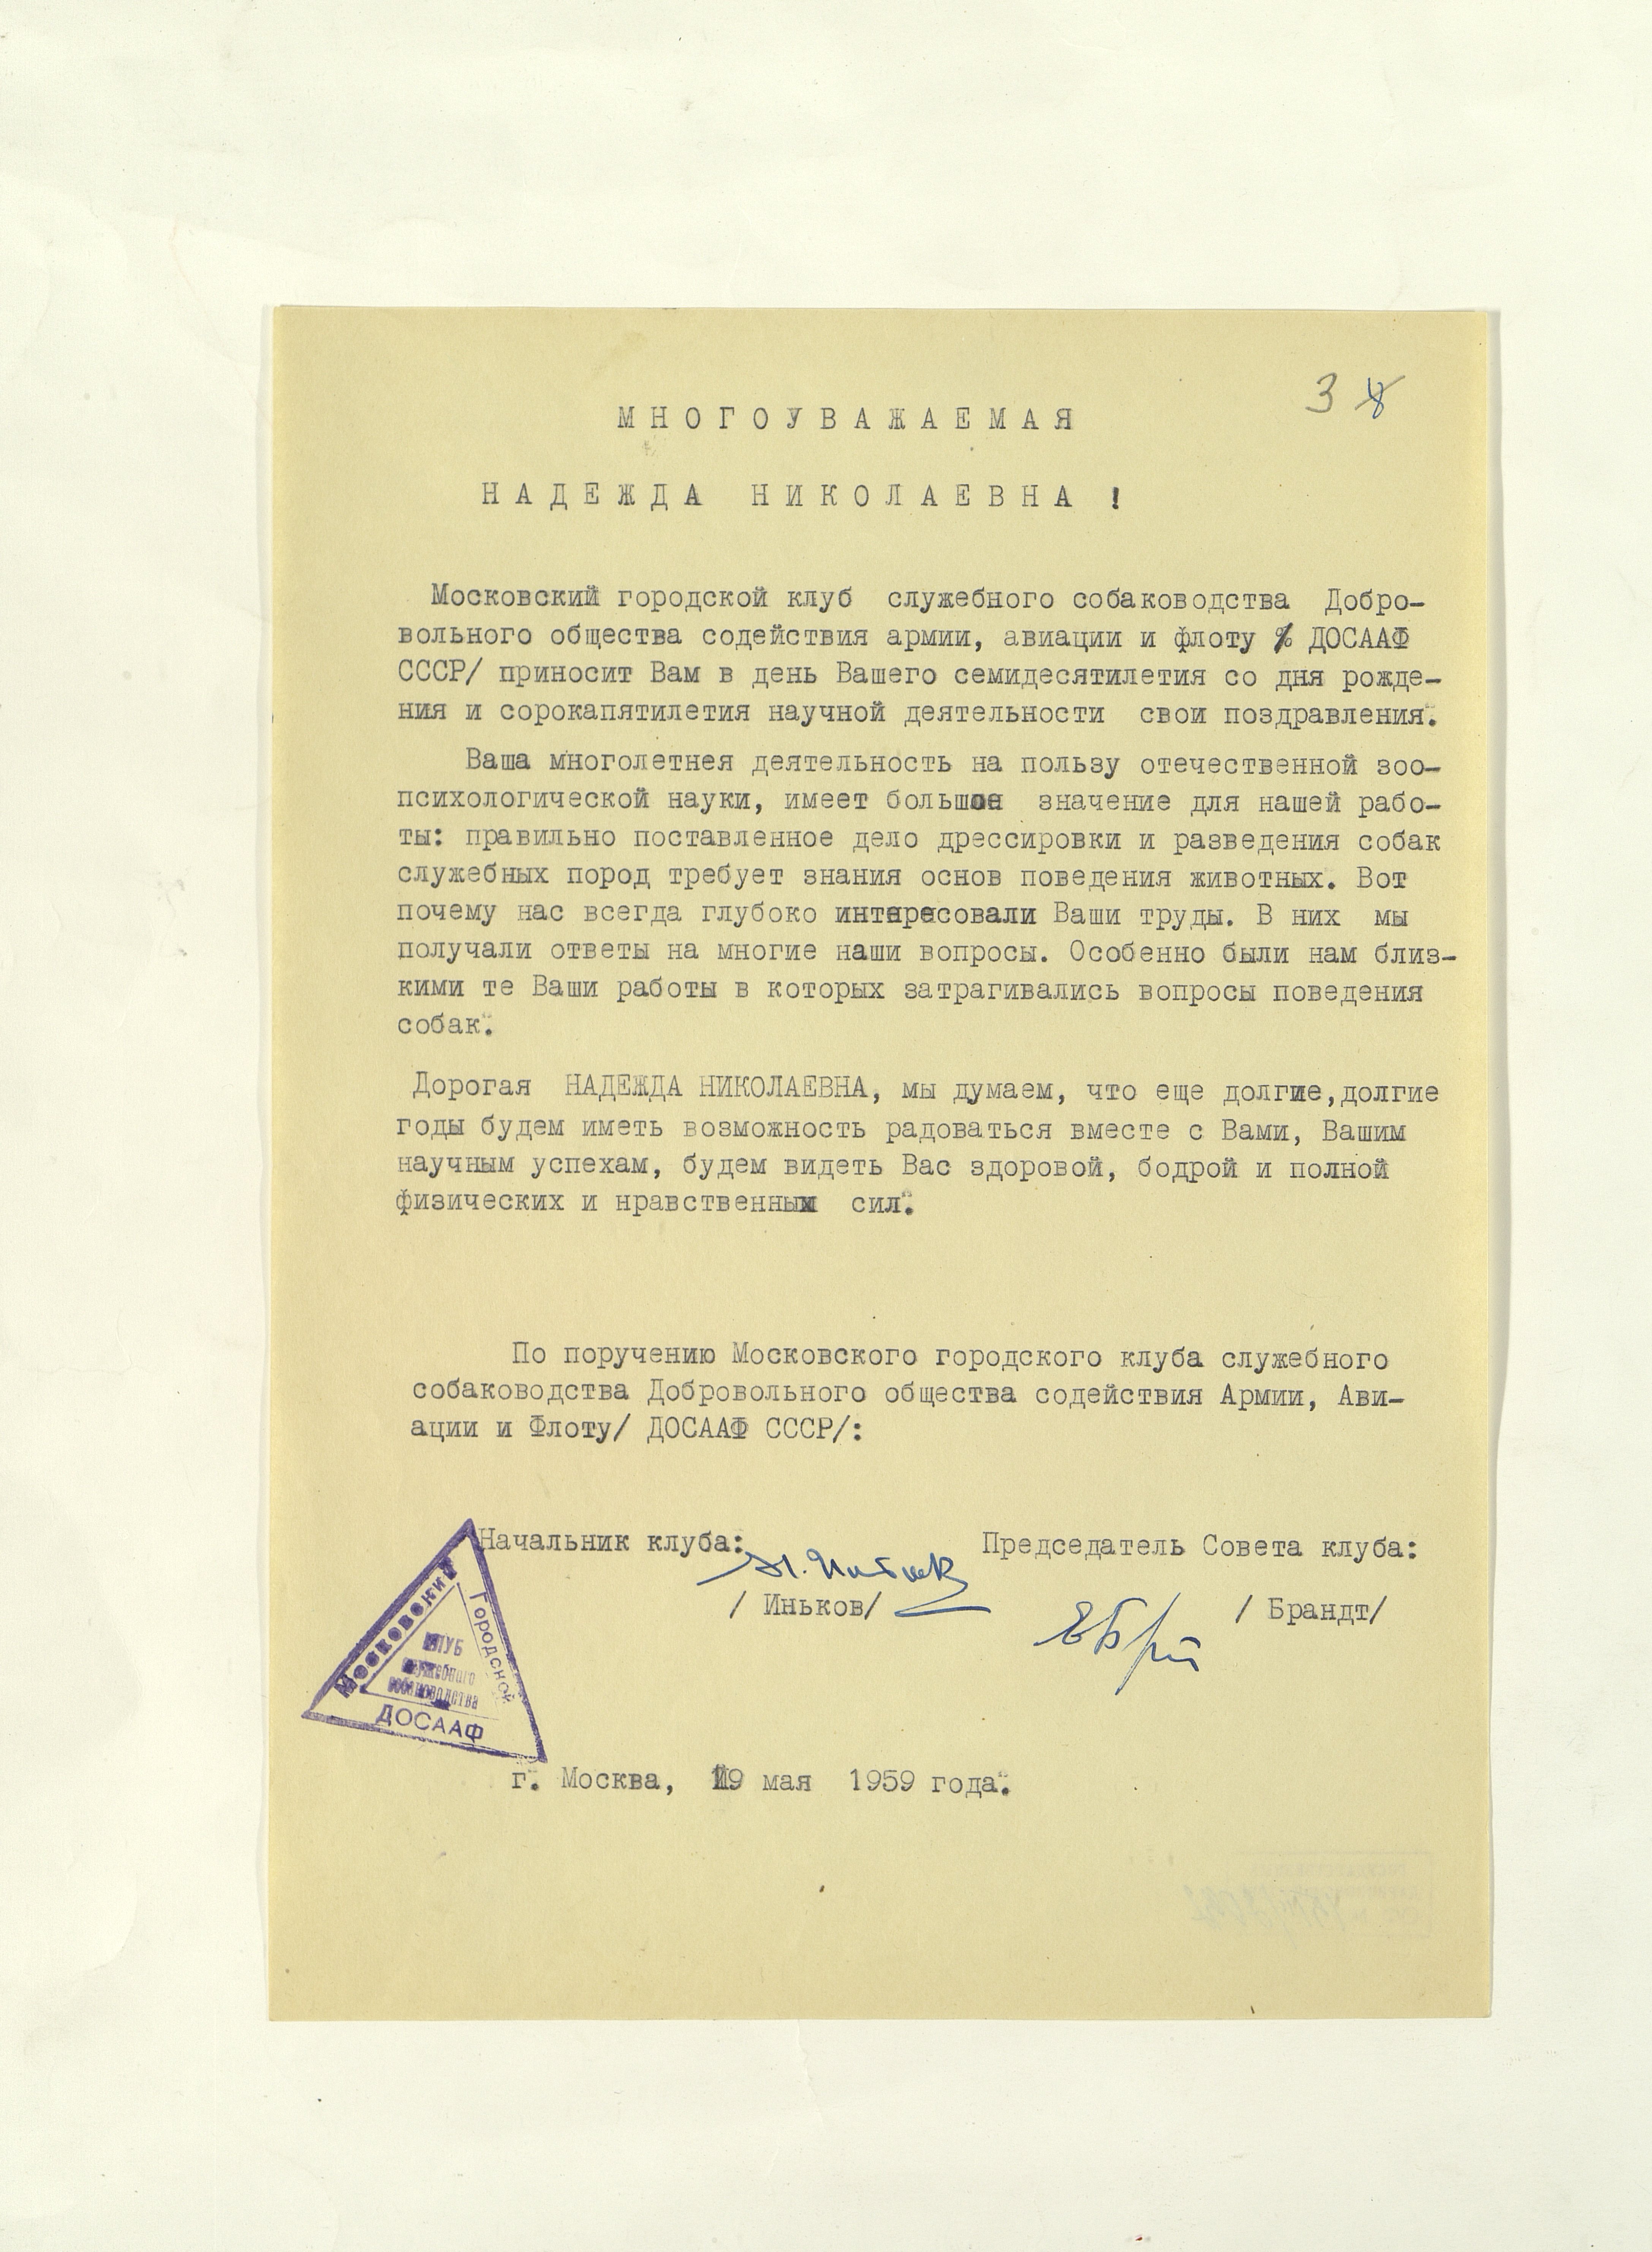 3 8
М Н О Г О У В А Ж А Е М А Я
Н А Д Е Ж Д А Н И К О Л А Е В Н А !
Московский городской клуб служебного собаководства Добро-
вольного общества содействия армии, авиации и флоту / ДОСААФ
СССР/ приносит Вам в день Вашего семидесятилетия со дня рожде-
ния и сорокапятилетия научной деятельности свои поздравления.
Ваша многолетнея деятельность на пользу отечественной зоо-
психологической науки, имеет большое значение для нашей рабо-
ты: правильно поставленное дело дрессировки и разведения собак
служебных пород требует знания основ поведения животных. Вот
почему нас всегда глубоко интересовали Ваши труды. В них мы
получали ответы на многие наши вопросы. Особенно были нам близ-
кими те Ваши работы в которых затрагивались вопросы поведения
собак.
Дорогая НАДЕЖДА НИКОЛАЕВНА, мы думаем, что еще долгие,долгие
годы будем иметь возможность радоваться вместе с Вами, Вашим
научным успехам, будем видеть Вас здоровой, бодрой и полной
физических и нравственных сил.
По поручению Московского городского клуба служебного
собаководства Добровольного общества содействия Армии, Ави-
ации и Флоту/ ДОСААФ СССР/:
Начальник клуба: Председатель Совета клуба:
/ Иньков/ / Брандт/
Московский
Городской
КЛУБ
служебного
собаководства
ДОСААФ
г. Москва, 19 мая 1959 года.